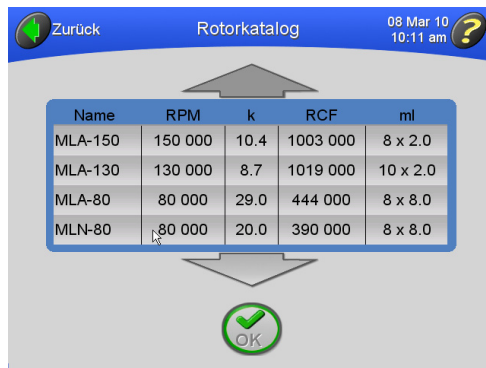 Zurück Rotorkatalog 08 Mar 10
10:11 am
Name RPM k RCF ml
MLA-150 150 000 10.4 1003 000 8 x 2.0
MLA-130 130 000 8.7 1019 000 10 x 2.0
MLA-80 80 000 29.0 444 000 8 x 8.0
MLN-80 80 000 20.0 390 000 8 x 8.0
OK